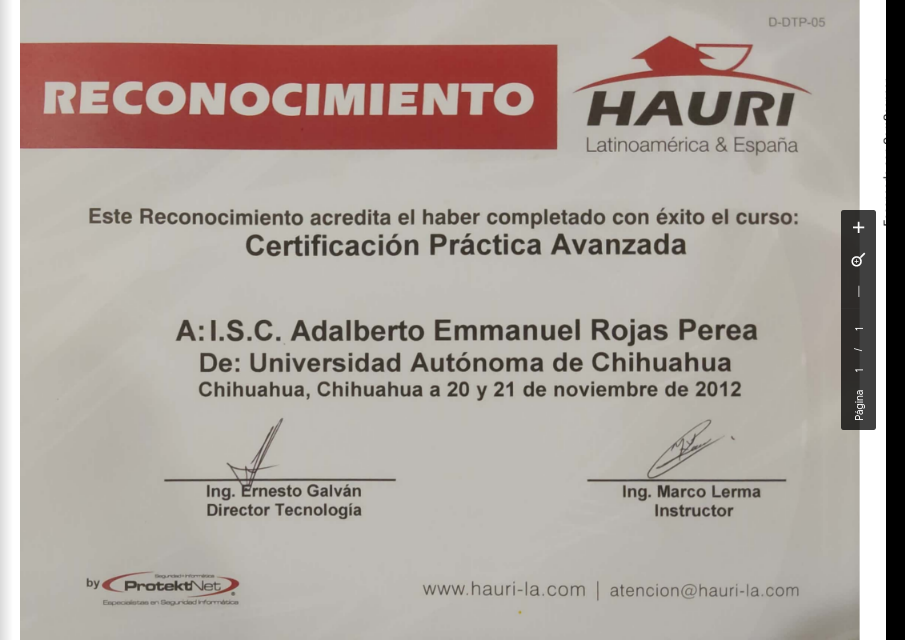 D-DTP-05
RECONOCIMIENTO
HAURI
Latinoamérica & España
Este Reconocimiento acredita el haber completado con éxito el curso:
Certificación Práctica Avanzada
A: I.S.C. Adalberto Emmanuel Rojas Perea
De: Universidad Autónoma de Chihuahua
Chihuahua, Chihuahua a 20 y 21 de noviembre de 2012
Ing. Ernesto Galván
Director Tecnología
Ing. Marco Lerma
Instructor
by
Seguridad Informática
ProtektNet
Especialistas en Seguridad Informática
www.hauri-la.com | atencion@hauri-la.com
Página 1 / 1